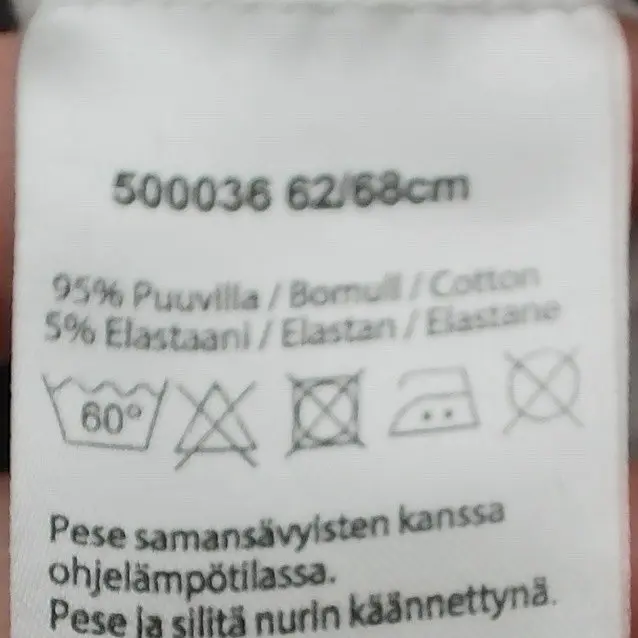 500036 62/68cm
95% Puuvilla / Bomull / Cotton
5% Elastaani / Elastan / Elastane
60°
Pese samansävyisten kanssa
ohjelämpötilassa.
Pese ja silitä nurin käännettynä.